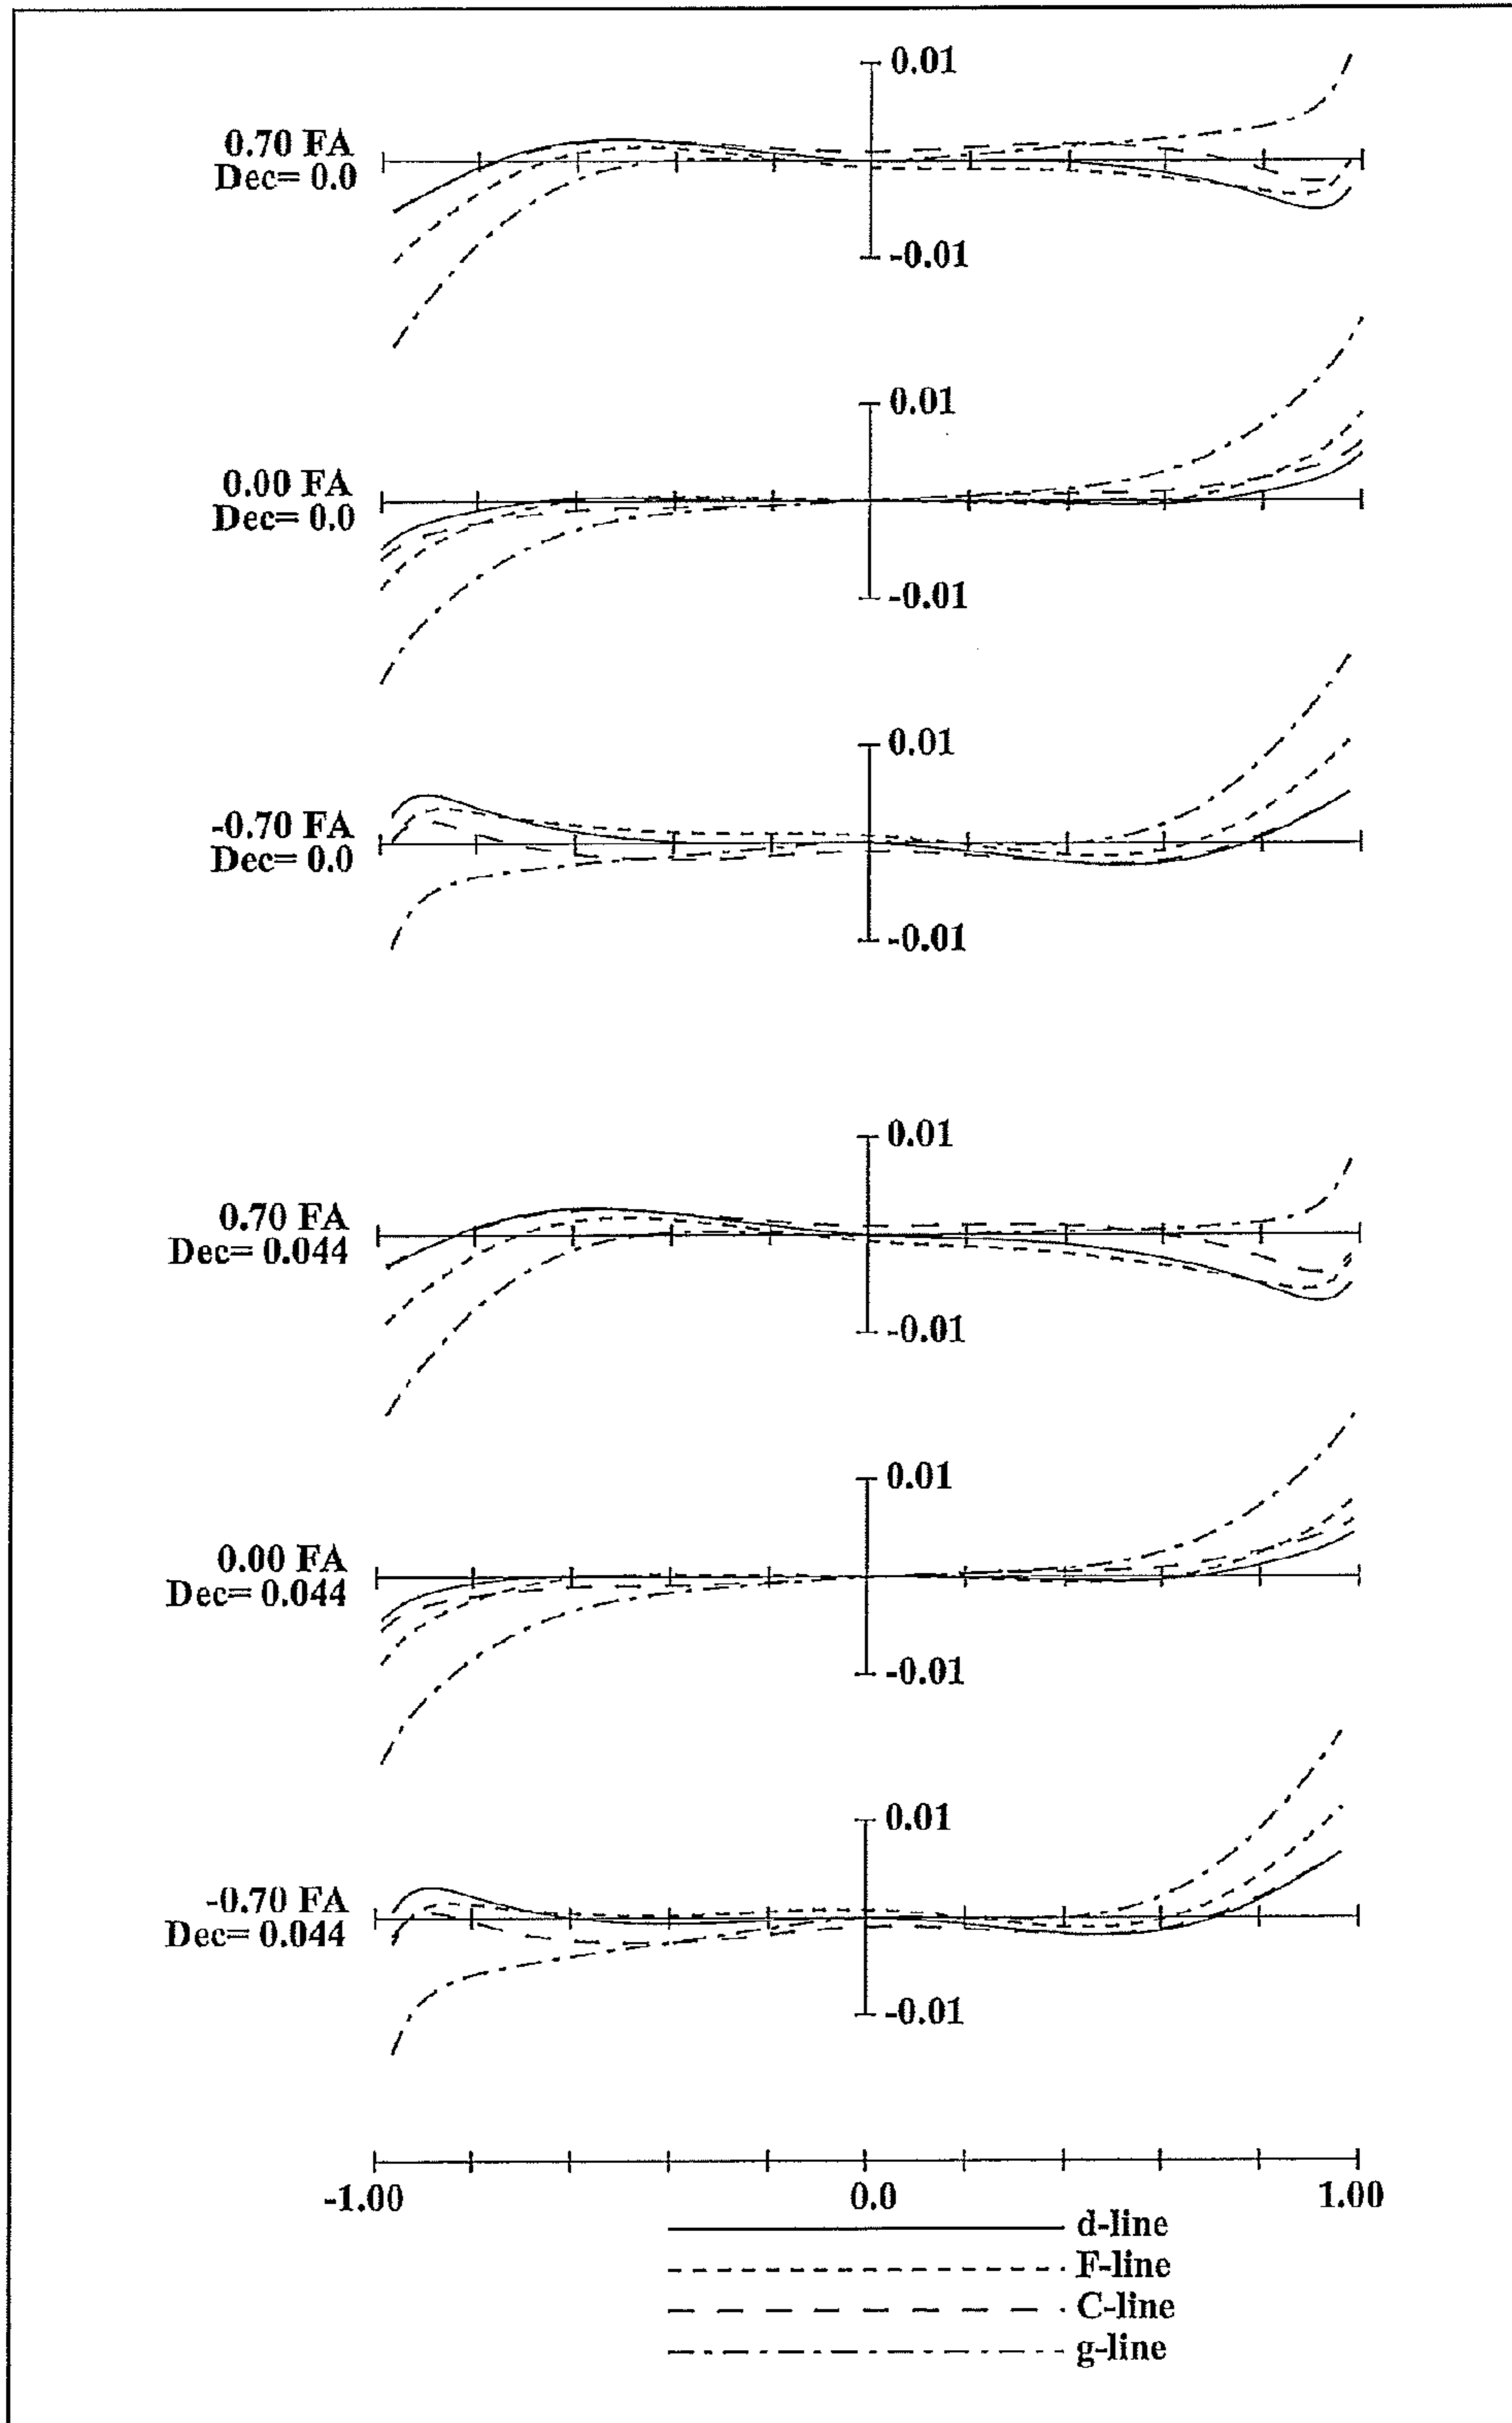 0.01
0.70 FA
Dec= 0.0
-0.01
0.01
0.00 FA
Dec= 0.0
-0.01
0.01
-0.70 FA
Dec= 0.0
-0.01
0.01
0.70 FA
Dec= 0.044
-0.01
0.01
0.00 FA
Dec= 0.044
-0.01
0.01
-0.70 FA
Dec= 0.044
-0.01
-1.00 0.0 1.00
d-line
F-line
C-line
g-line